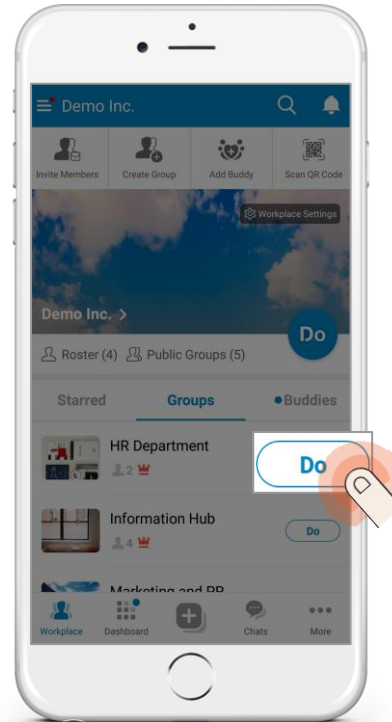 Demo Inc.
Invite Members
Create Group
Add Buddy
Scan QR Code
Workplace Settings
Demo Inc. >
Do
Roster (4)
Public Groups (5)
Starred
Groups
Buddies
HR Department
2
Do
Information Hub
4
Do
Marketing and PR
Workplace
Dashboard
Chats
More